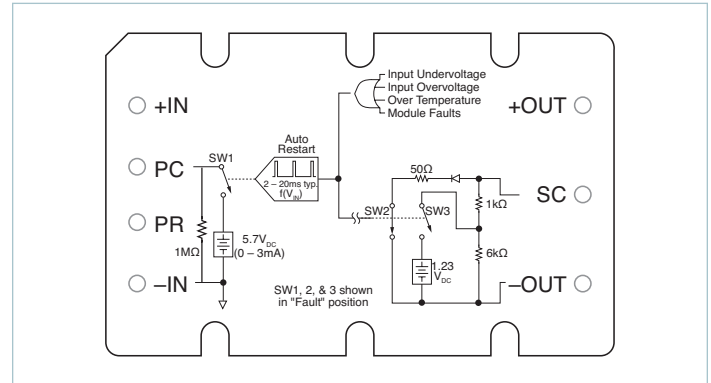 Input Undervoltage
Input Overvoltage
Over Temperature
Module Faults
+IN
+OUT
Auto
Restart
PC
SW1
2 – 20ms typ.
f(VIN)
50Ω
SC
1kΩ
SW2
SW3
PR
1MΩ
5.7VDC
(0 – 3mA)
6kΩ
1.23
VDC
–IN
–OUT
SW1, 2, & 3 shown
in "Fault" position